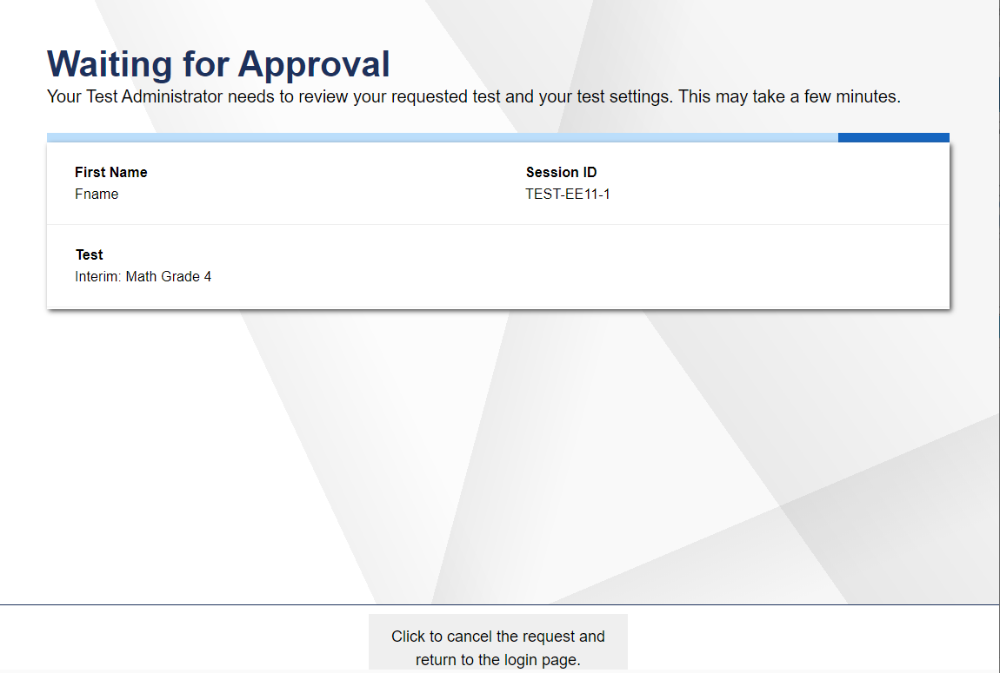 Waiting for Approval
Your Test Administrator needs to review your requested test and your test settings. This may take a few minutes.
First Name
Fname
Session ID
TEST-EE11-1
Test
Interim: Math Grade 4
Click to cancel the request and
return to the login page.